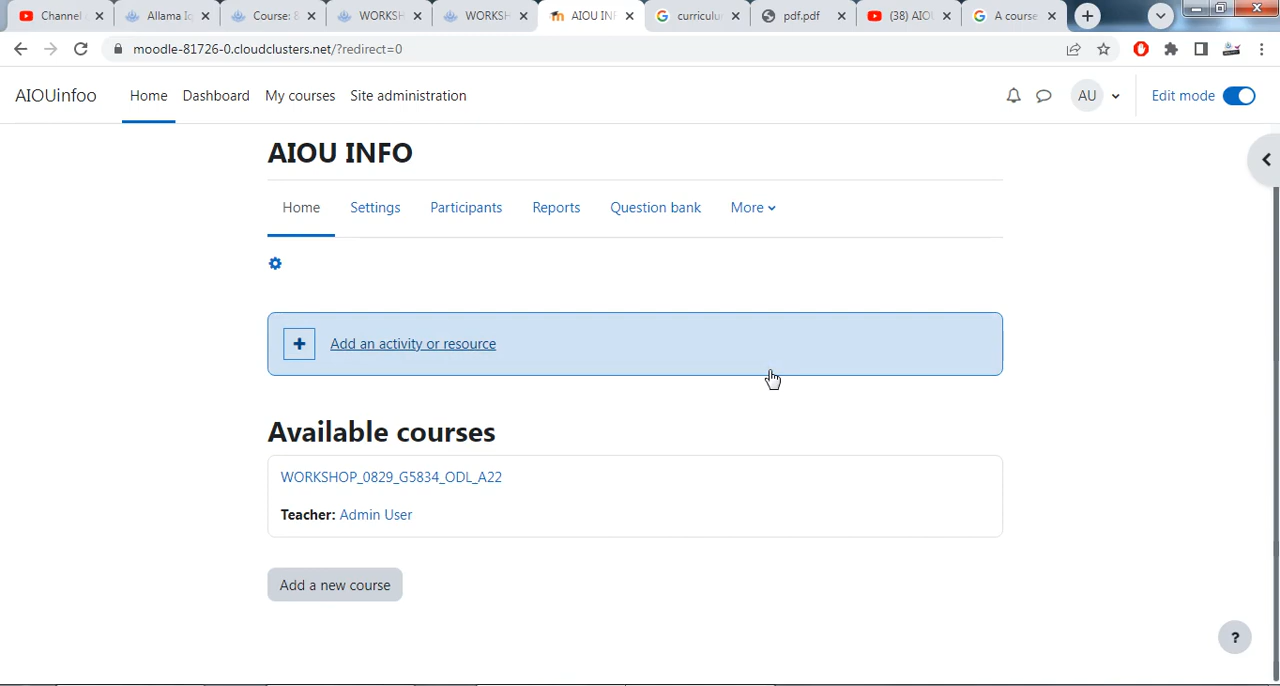 Channel
Allama Iq
Course: 8
WORKSH
WORKSH
AIOU IN
curriculu
pdf.pdf
(38) AIOU
A course
moodle-81726-0.cloudclusters.net/?redirect=0
AIOUinfoo Home Dashboard My courses Site administration AU Edit mode
AIOU INFO
Home Settings Participants Reports Question bank More
+ Add an activity or resource
Available courses
WORKSHOP_0829_G5834_ODL_A22
Teacher: Admin User
Add a new course
?